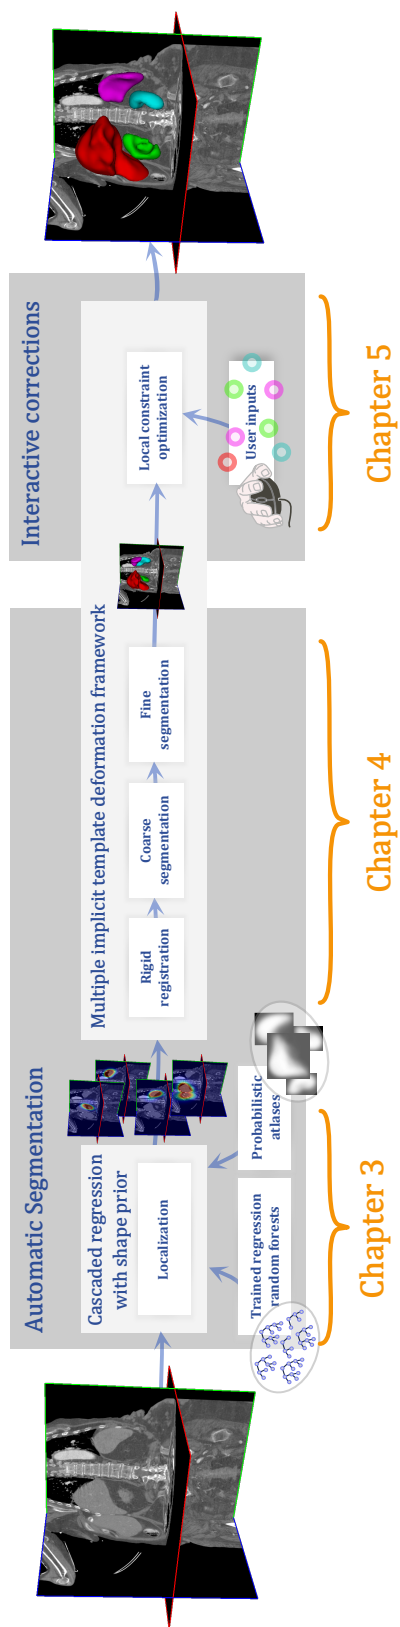 Automatic Segmentation
Interactive corrections
Cascaded regression
with shape prior
Multiple implicit template deformation framework
Localization
Rigid
registration
Coarse
segmentation
Fine
segmentation
Local constraint
optimization
Trained regression
random forests
Probabilistic
atlases
User inputs
Chapter 3
Chapter 4
Chapter 5